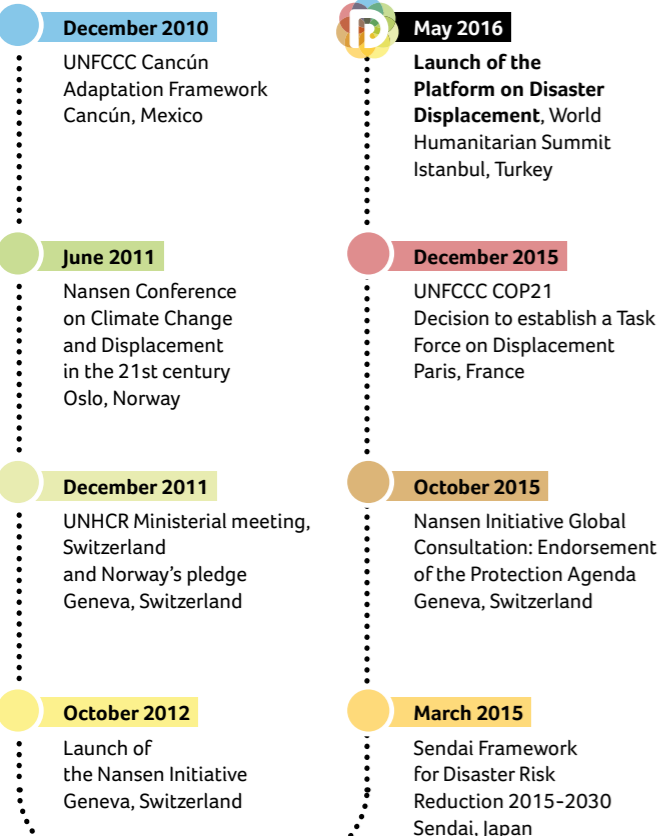 December 2010
UNFCCC Cancún
Adaptation Framework
Cancún, Mexico
June 2011
Nansen Conference
on Climate Change
and Displacement
in the 21st century
Oslo, Norway
December 2011
UNHCR Ministerial meeting,
Switzerland
and Norway's pledge
Geneva, Switzerland
October 2012
Launch of
the Nansen Initiative
Geneva, Switzerland
May 2016
Launch of the
Platform on Disaster
Displacement, World
Humanitarian Summit
Istanbul, Turkey
December 2015
UNFCCC COP21
Decision to establish a Task
Force on Displacement
Paris, France
October 2015
Nansen Initiative Global
Consultation: Endorsement
of the Protection Agenda
Geneva, Switzerland
March 2015
Sendai Framework
for Disaster Risk
Reduction 2015-2030
Sendai, Japan